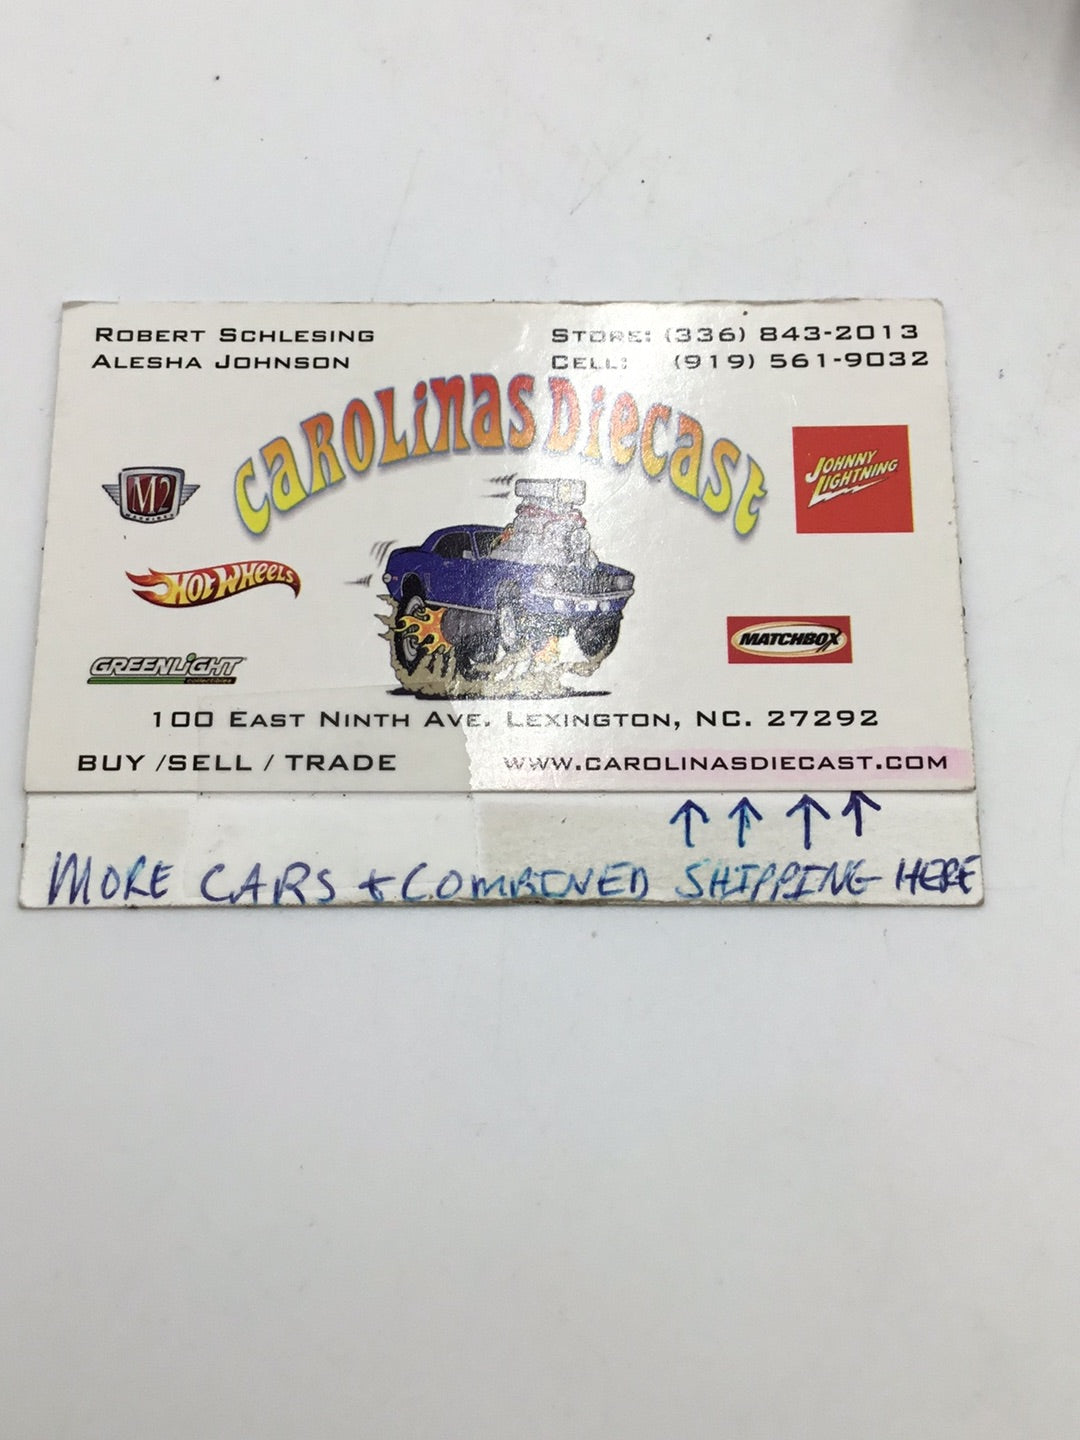 ROBERT SCHLESING
ALESHA JOHNSON
STORE: (336) 843-2013
CELL: (919) 561-9032
CAROLINAS DIECAST
M2
MACHINES
JOHNNY
LIGHTNING
HOT WHEELS
MATCHBOX
GREENLIGHT
collectibles
100 EAST NINTH AVE. LEXINGTON, NC. 27292
BUY /SELL / TRADE
WWW.CAROLINASDIECAST.COM
MORE CARS + COMBINED SHIPPING HERE